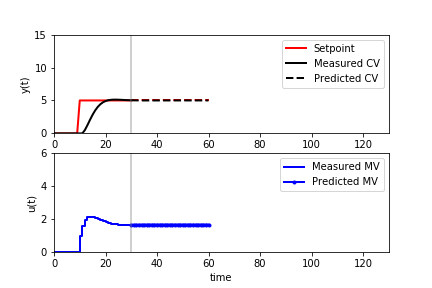 15
10
5
0
y(t)
Setpoint
Measured CV
Predicted CV
0 20 40 60 80 100 120
6
4
2
0
u(t)
Measured MV
Predicted MV
0 20 40 60 80 100 120
time